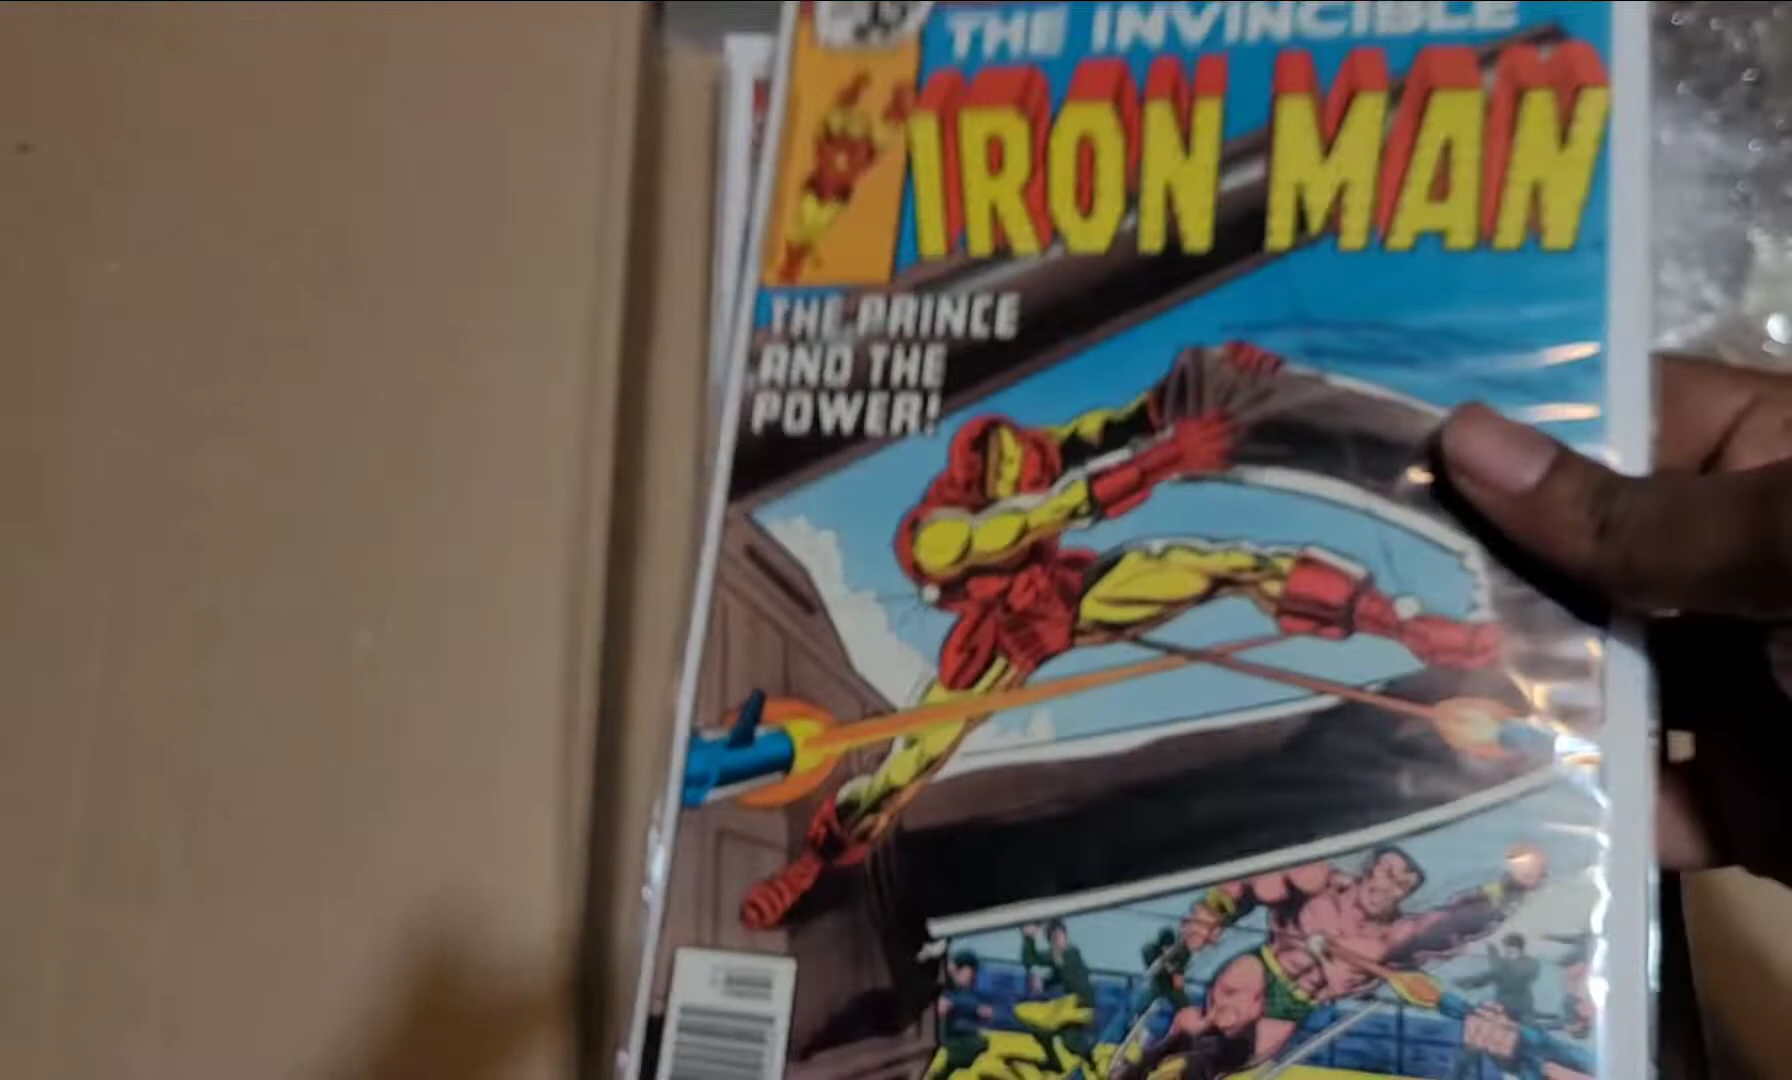 THE INVINCIBLE
IRON MAN
THE PRINCE
AND THE
POWER!